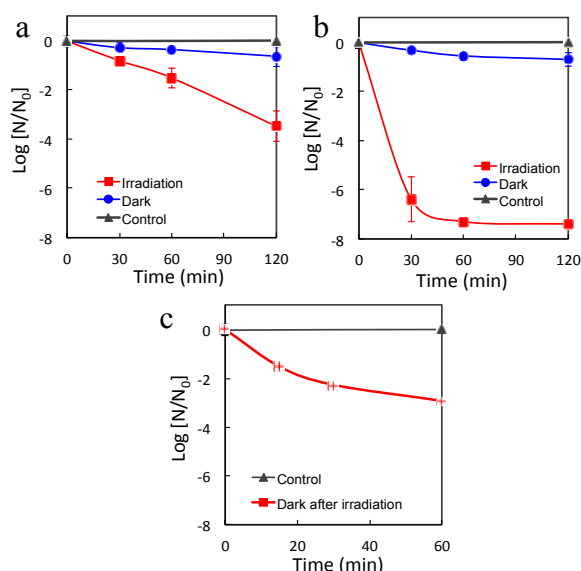 a
0
-2
-4
-6
-8
Log [N/N0]
Irradiation
Dark
Control
0 30 60 90 120
Time (min)
b
0
-2
-4
-6
-8
Log [N/N0]
Irradiation
Dark
Control
0 30 60 90 120
Time (min)
c
0
-2
-4
-6
-8
Log [N/N0]
Control
Dark after irradiation
0 20 40 60
Time (min)